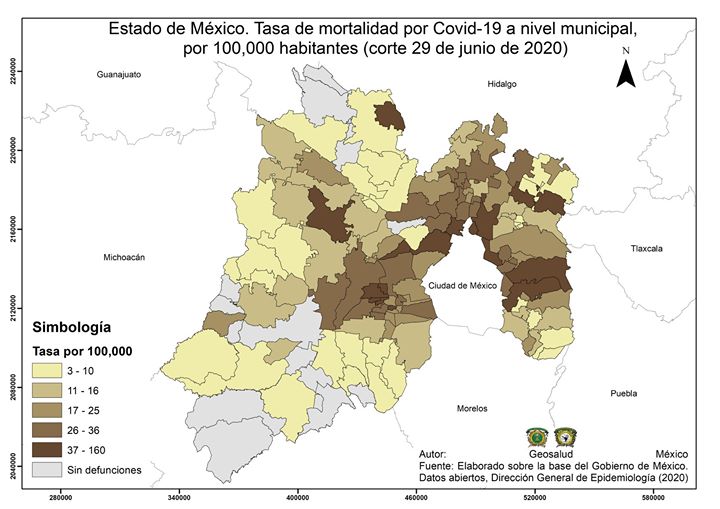 Estado de México. Tasa de mortalidad por Covid-19 a nivel municipal,
por 100,000 habitantes (corte 29 de junio de 2020)
N
Guanajuato
Hidalgo
Michoacán
Tlaxcala
Ciudad de México
Puebla
Morelos
2240000
2200000
2160000
2120000
2080000
2040000
Simbología
Tasa por 100,000
3 - 10
11 - 16
17 - 25
26 - 36
37 - 160
Sin defunciones
Autor: Geosalud México
Fuente: Elaborado sobre la base del Gobierno de México.
Datos abiertos, Dirección General de Epidemiología (2020)
280000 340000 400000 460000 520000 580000